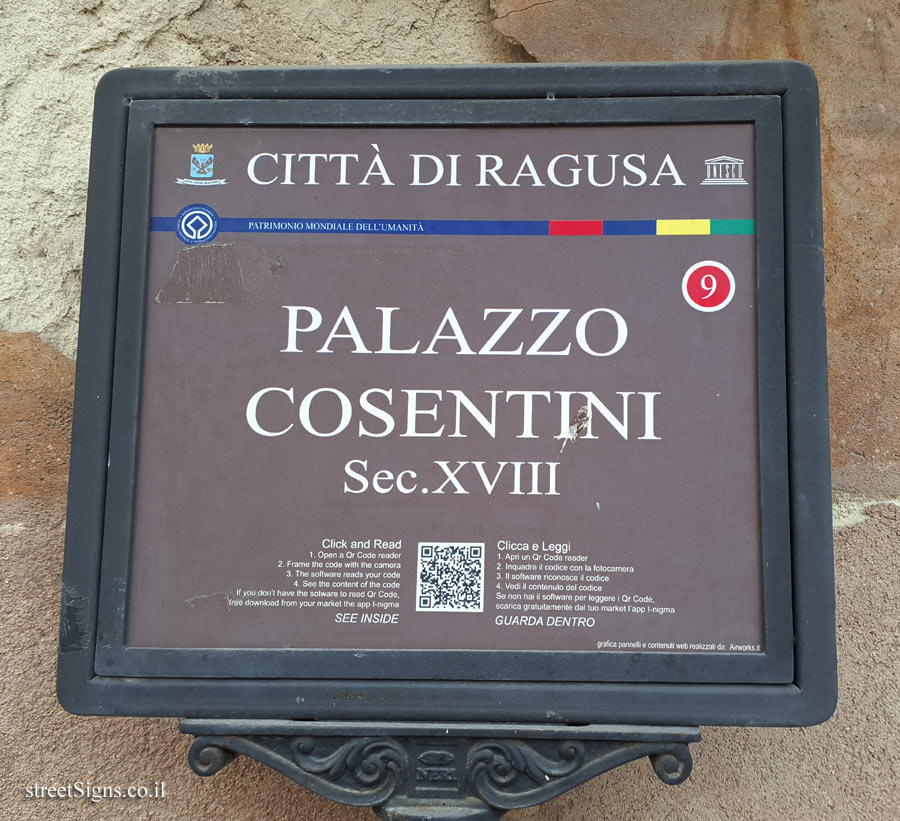 CITTÀ DI RAGUSA
UNESCO
PATRIMONIO MONDIALE DELL'UMANITÀ
9
PALAZZO
COSENTINI
Sec.XVIII
Click and Read
1. Open a Qr Code reader
2. Frame the code with the camera
3. The software reads your code
4. See the content of the code
If you don't have the sotware to read Qr Code,
free download from your market the app I-nigma
SEE INSIDE
Clicca e Leggi
1. Apri un Qr Code reader
2. Inquadra il codice con la fotocamera
3. Il software riconosce il codice
4. Vedi il contenuto del codice
Se non hai il software per leggere i Qr Code,
scarica gratuitamente dal tuo market l'app I-nigma
GUARDA DENTRO
grafica pannelli e contenuti web realizzati da: Airworks.it
NERI
streetSigns.co.il